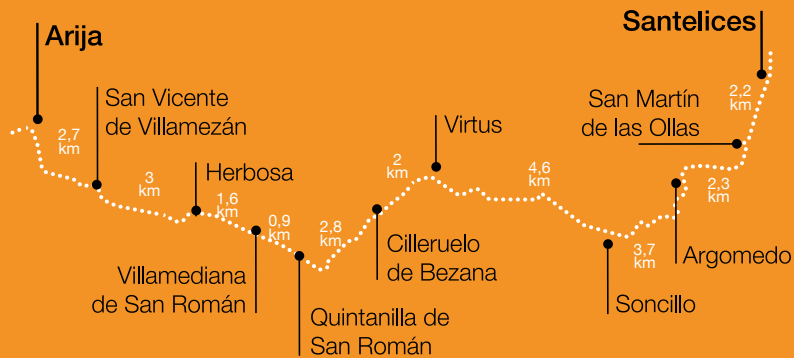 Arija
2,7
km
San Vicente
de Villamezán
3
km
Herbosa
1,6
km
Villamediana
de San Román
0,9
km
Quintanilla de
San Román
2,8
km
Cilleruelo
de Bezana
2
km
Virtus
4,6
km
Soncillo
3,7
km
Argomedo
2,3
km
San Martín
de las Ollas
2,2
km
Santelices